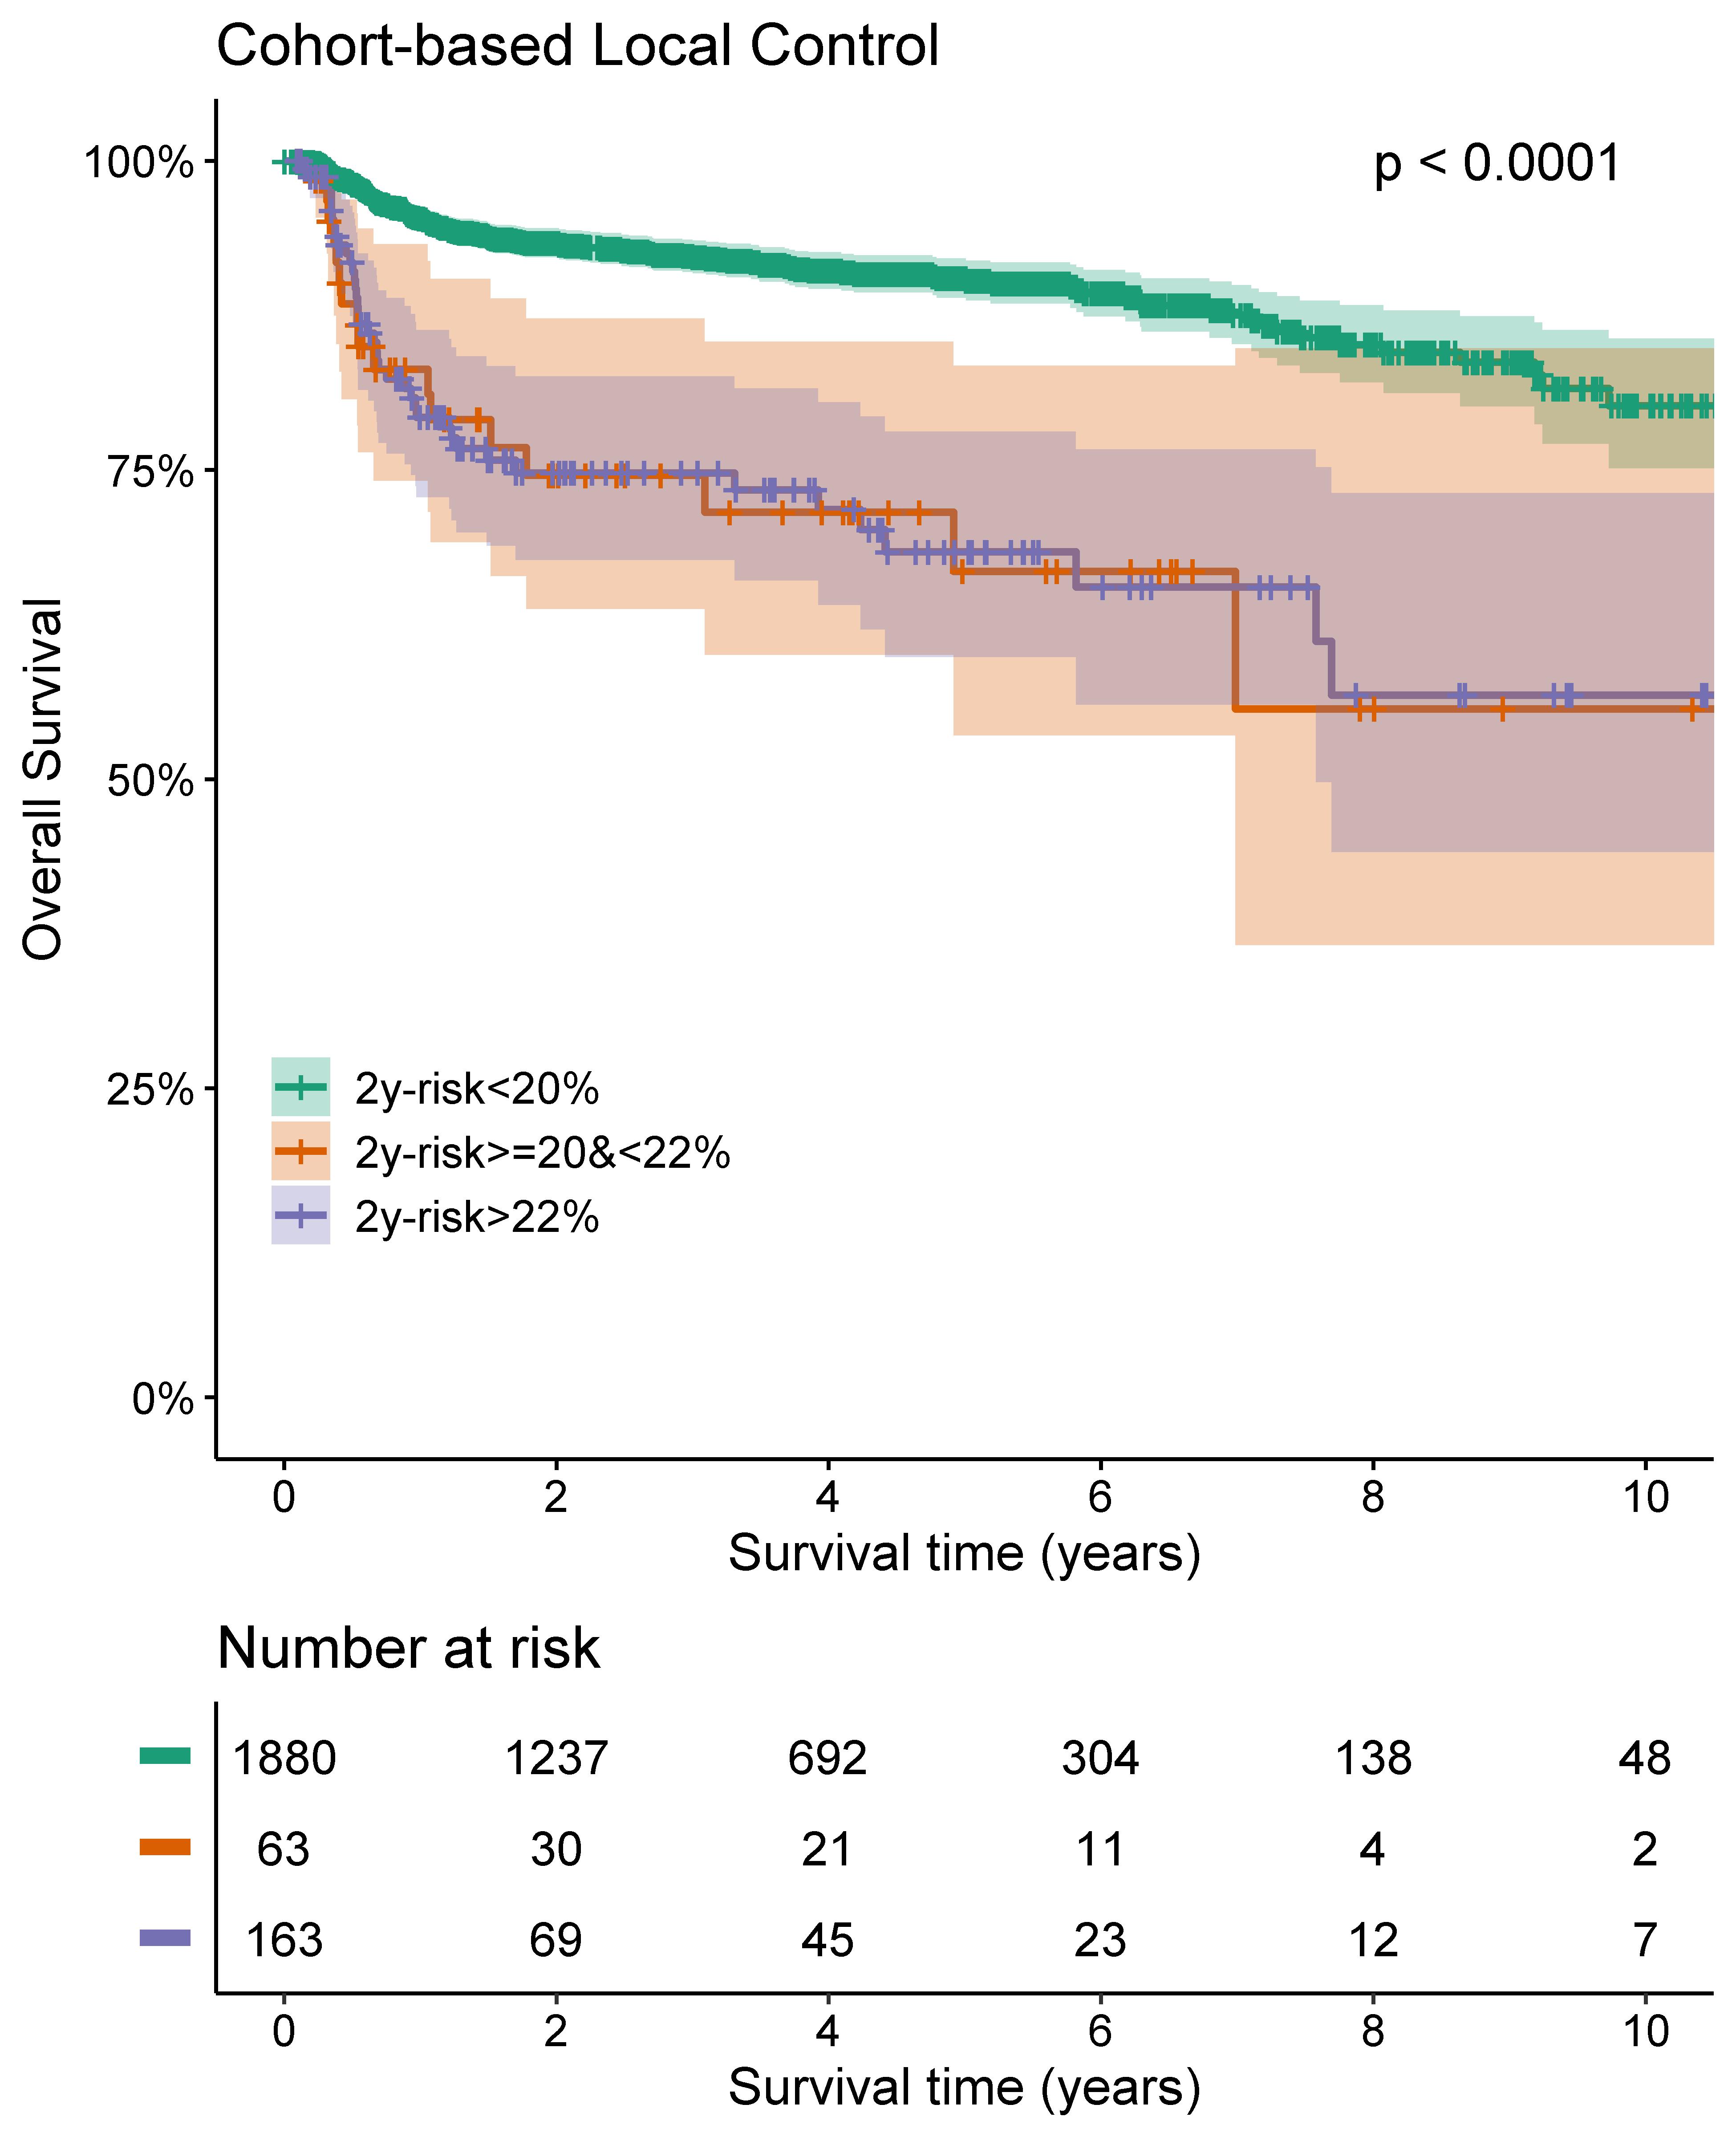 Cohort-based Local Control
p < 0.0001
100%
75%
50%
25%
0%
Overall Survival
2y-risk<20%
2y-risk>=20&<22%
2y-risk>22%
0 2 4 6 8 10
Survival time (years)
Number at risk
1880 1237 692 304 138 48
63 30 21 11 4 2
163 69 45 23 12 7
0 2 4 6 8 10
Survival time (years)